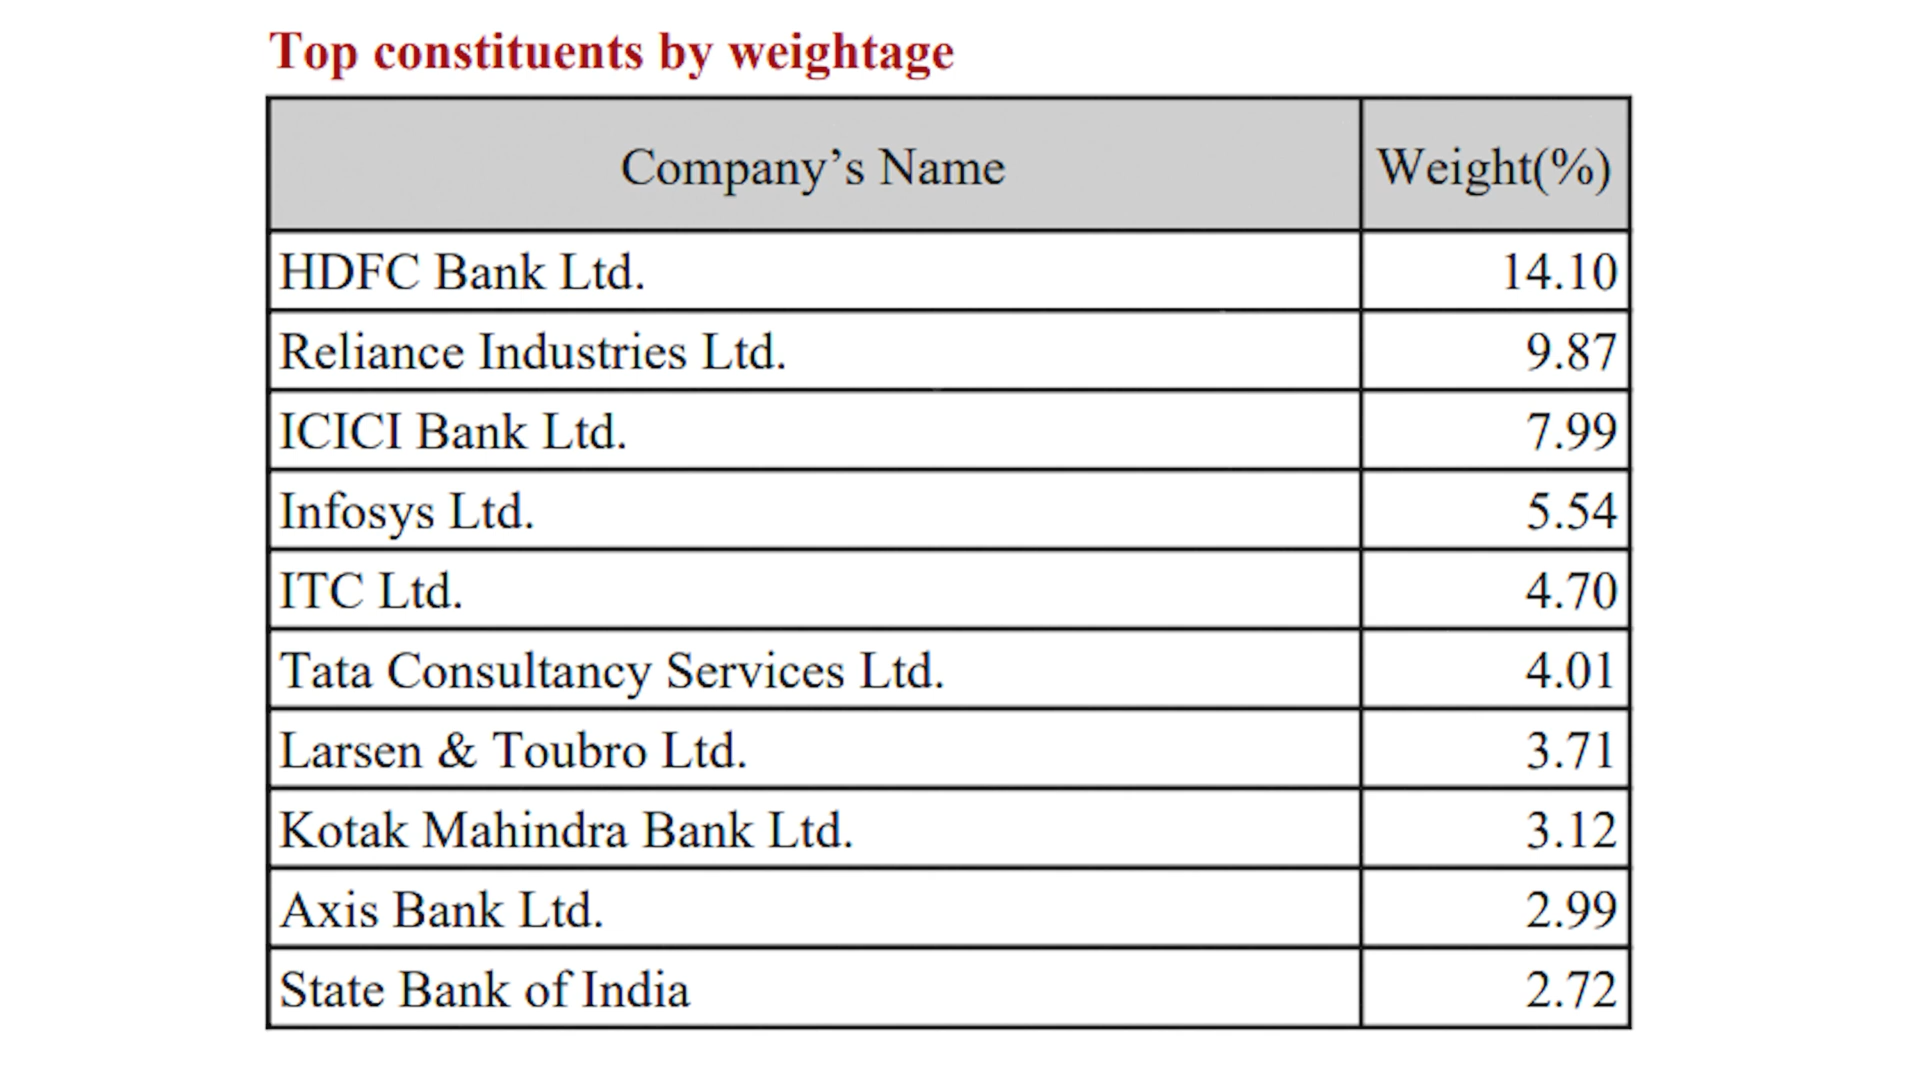 Top constituents by weightage
Company’s Name Weight(%)
HDFC Bank Ltd. 14.10
Reliance Industries Ltd. 9.87
ICICI Bank Ltd. 7.99
Infosys Ltd. 5.54
ITC Ltd. 4.70
Tata Consultancy Services Ltd. 4.01
Larsen & Toubro Ltd. 3.71
Kotak Mahindra Bank Ltd. 3.12
Axis Bank Ltd. 2.99
State Bank of India 2.72